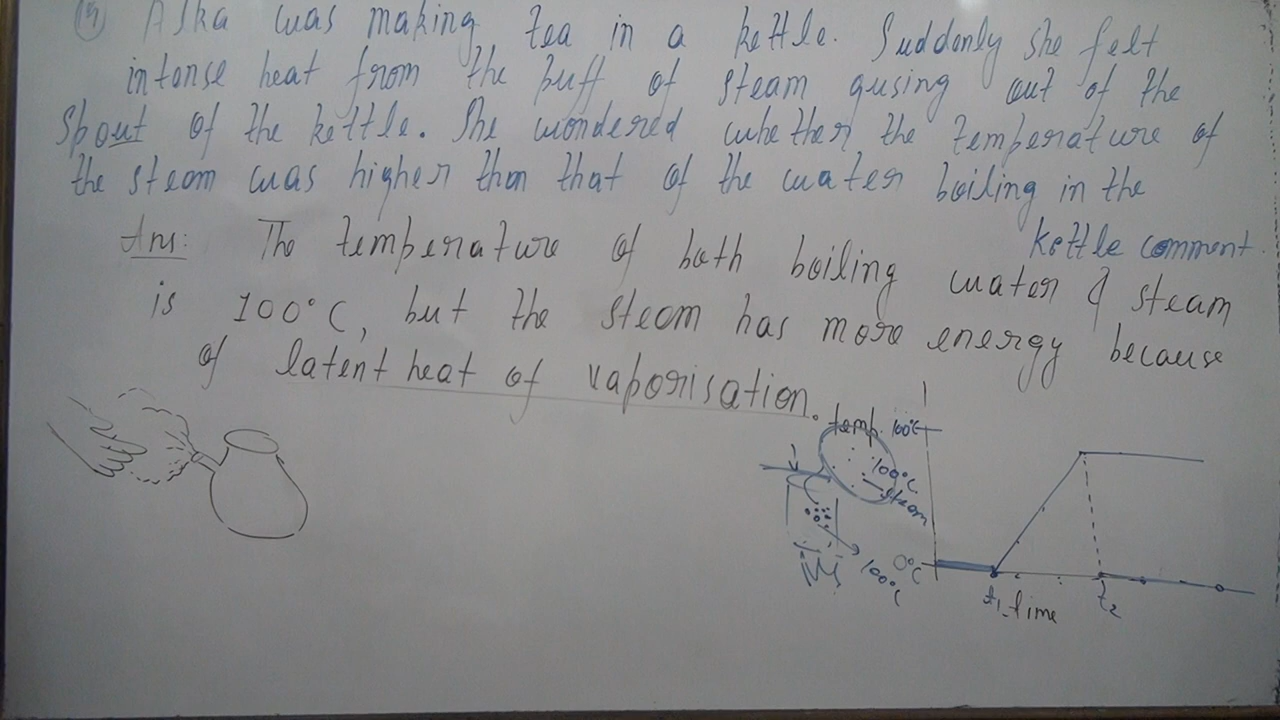 Alka was making tea in a kettle. Suddenly she felt
intense heat from the puff of steam gusing out of the
spout of the kettle. She wondered whether the temperature of
the steam was higher than that of the water boiling in the
kettle comment.
Ans: The temperature of both boiling water & steam
is 100°C, but the steam has more energy because
of latent heat of vaporisation.
temp. 100°C
100°C
steam
100°C
0°C
t1 time t2